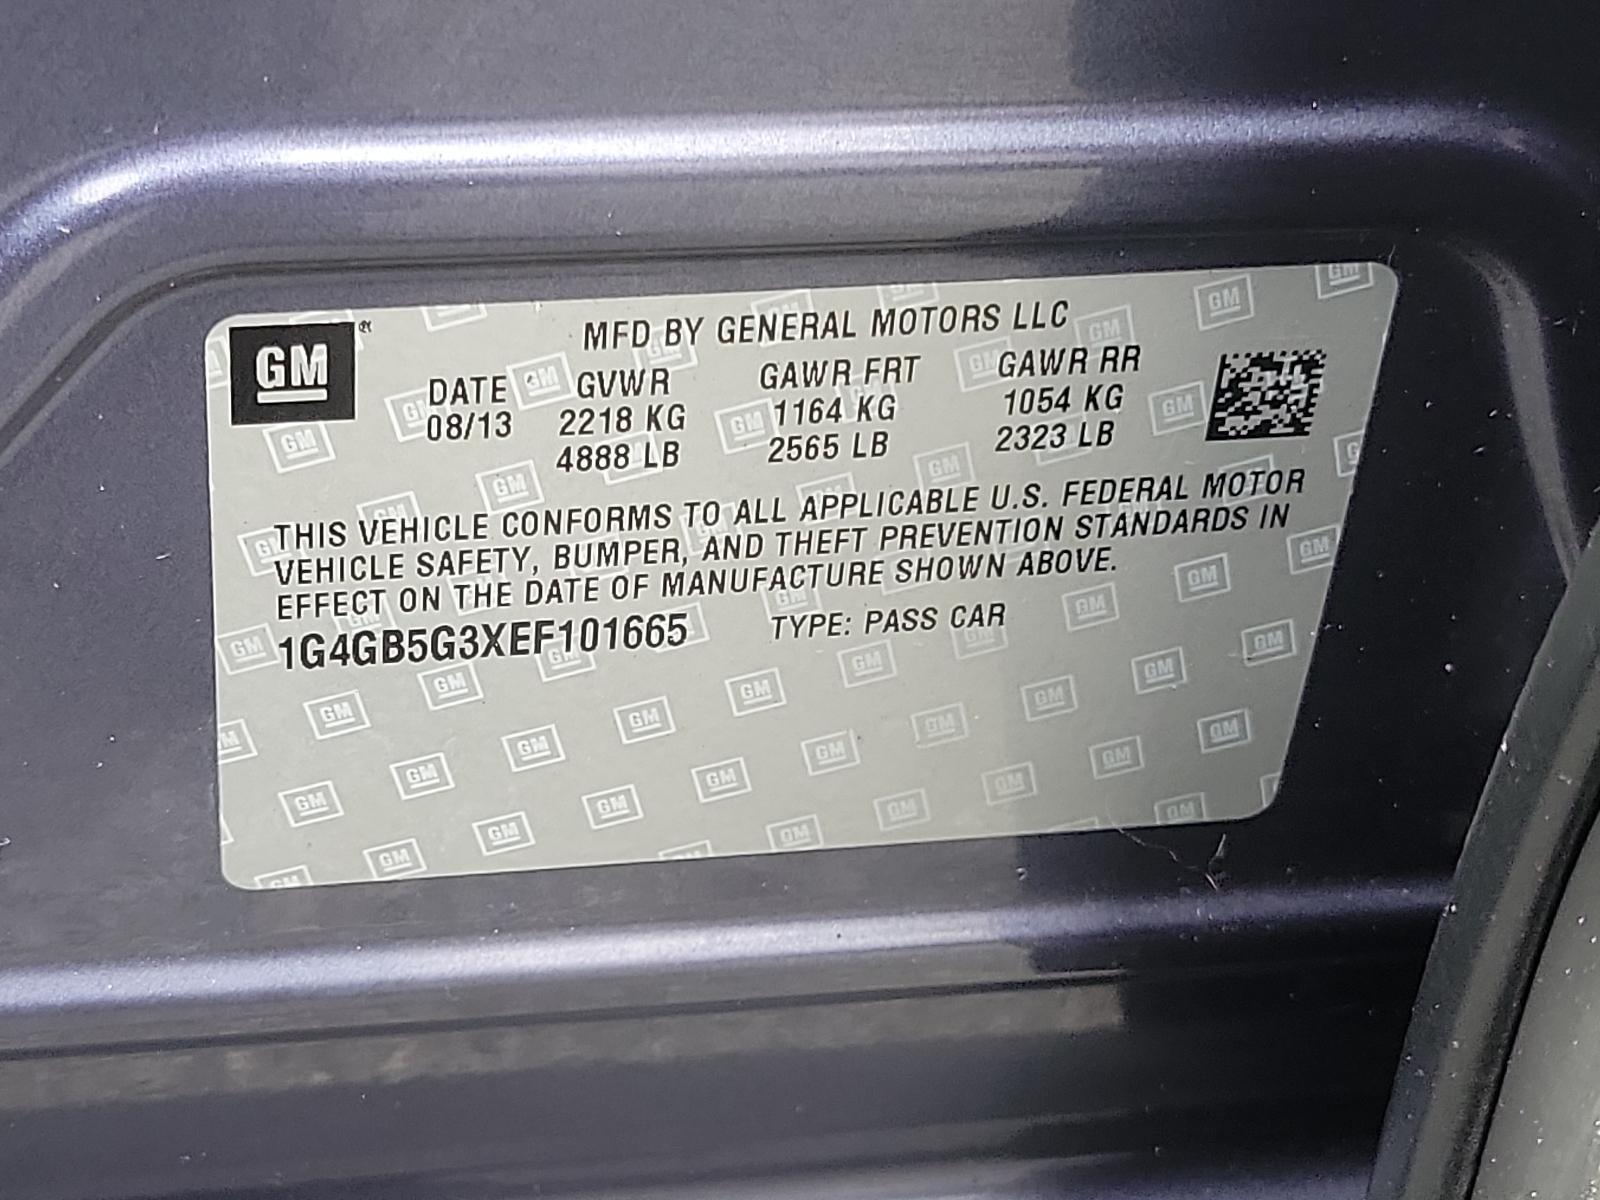 GM
MFD BY GENERAL MOTORS LLC
DATE GVWR GAWR FRT GAWR RR
08/13 2218 KG 1164 KG 1054 KG
4888 LB 2565 LB 2323 LB
THIS VEHICLE CONFORMS TO ALL APPLICABLE U.S. FEDERAL MOTOR
VEHICLE SAFETY, BUMPER, AND THEFT PREVENTION STANDARDS IN
EFFECT ON THE DATE OF MANUFACTURE SHOWN ABOVE.
1G4GB5G3XEF101665 TYPE: PASS CAR